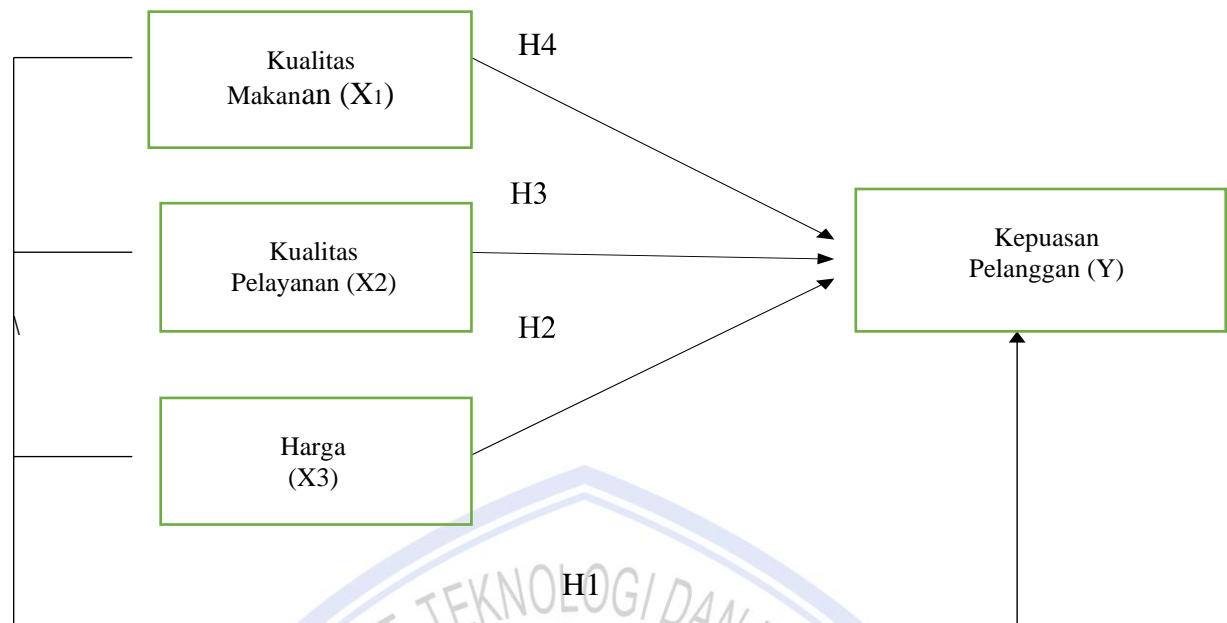 H4
Kualitas
Makanan (X1)
H3
Kualitas
Pelayanan (X2)
Kepuasan
Pelanggan (Y)
H2
Harga
(X3)
H1
TEKNOLOGI DAN